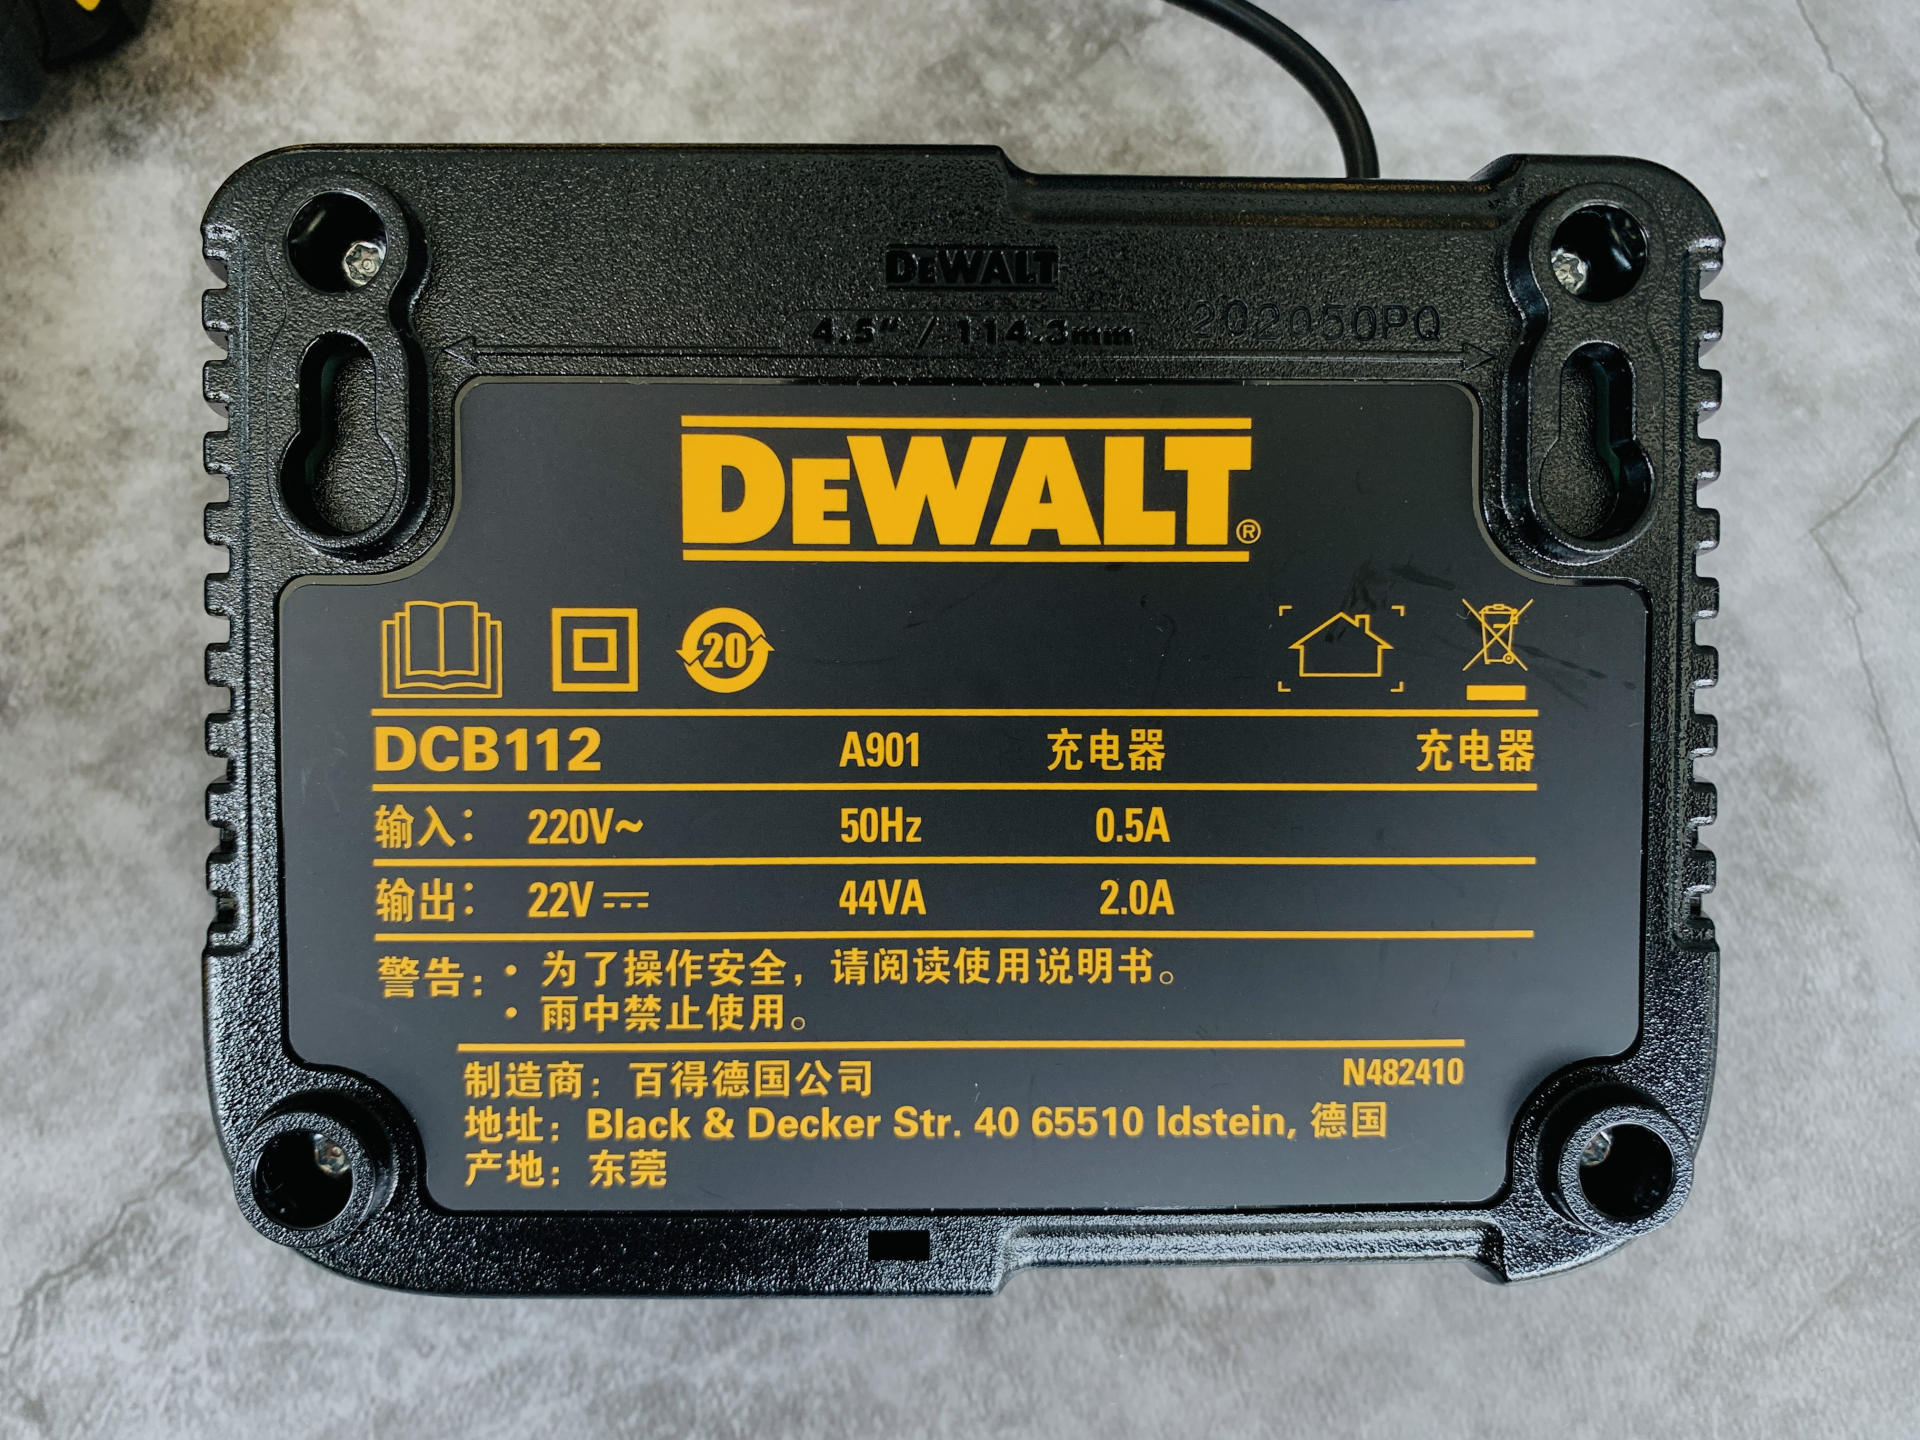 DEWALT
4.5" / 114.3mm
202050PQ
DEWALT®
20
DCB112 A901 充电器 充电器
输入： 220V~ 50Hz 0.5A
输出： 22V⎓ 44VA 2.0A
警告：• 为了操作安全，请阅读使用说明书。
• 雨中禁止使用。
制造商：百得德国公司 N482410
地址：Black & Decker Str. 40 65510 Idstein, 德国
产地：东莞